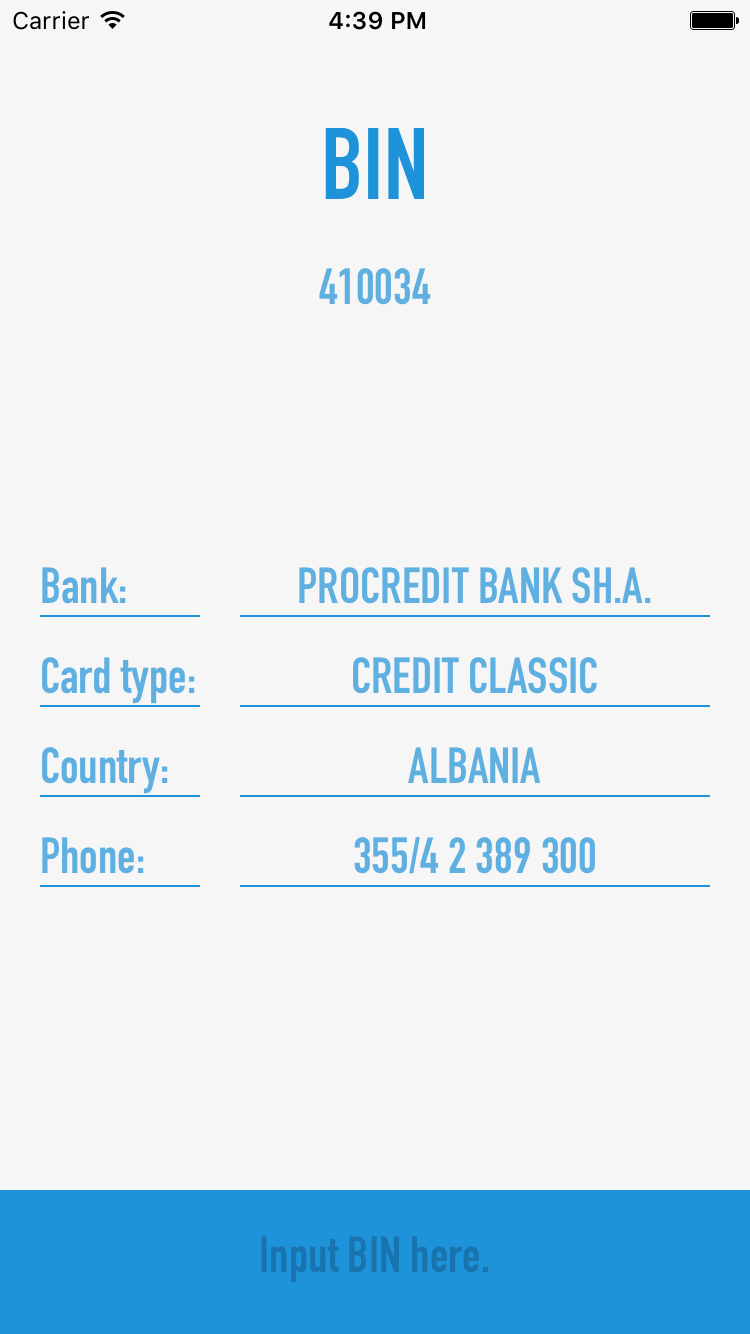 Carrier 4:39 PM
BIN
410034
Bank: PROCREDIT BANK SH.A.
Card type: CREDIT CLASSIC
Country: ALBANIA
Phone: 355/4 2 389 300
Input BIN here.